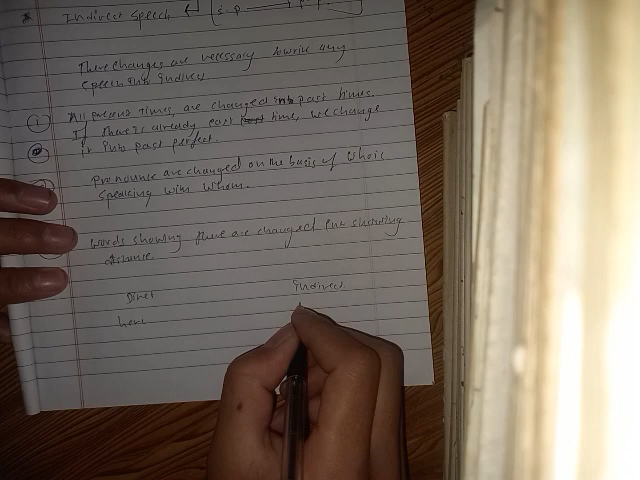 * Indirect Speech
These changes are necessary to write any
speech into indirect
(i) All present times, are changed into past times.
If there is already past time, we change
it into past perfect.
Pronouns are changed on the basis of who is
speaking with whom.
words showing are changed into showing
distance.
Direct Indirect
here